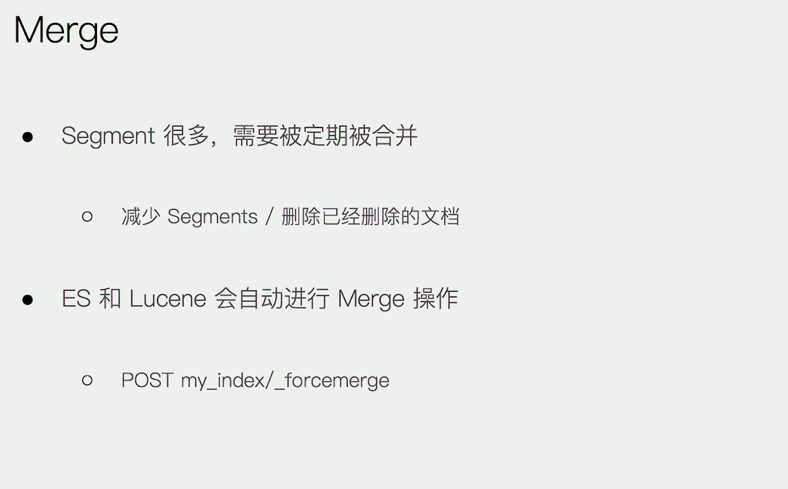 Merge
● Segment 很多，需要被定期被合并
○ 减少 Segments / 删除已经删除的文档
● ES 和 Lucene 会自动进行 Merge 操作
○ POST my_index/_forcemerge